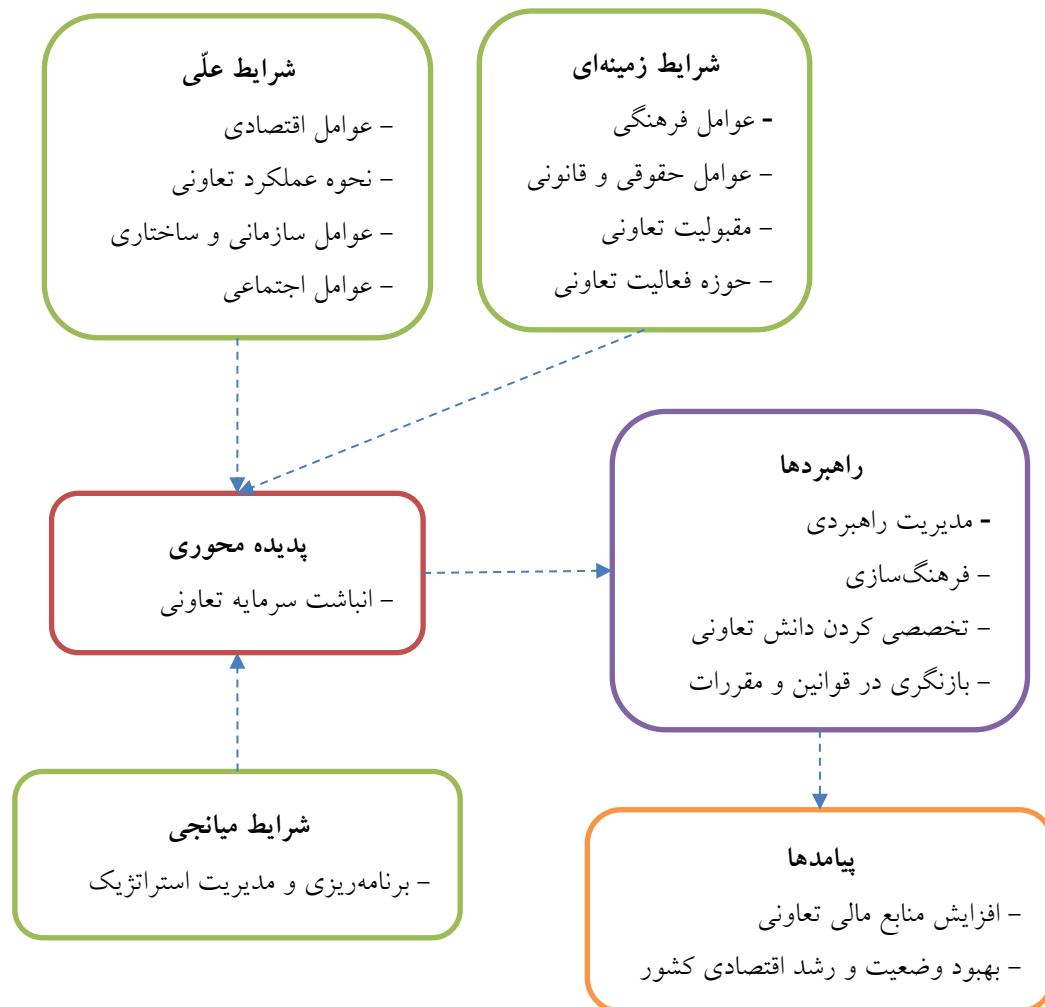 شرایط زمینه‌ای
- عوامل فرهنگی
- عوامل حقوقی و قانونی
- مقبولیت تعاونی
- حوزه فعالیت تعاونی
شرایط علّی
- عوامل اقتصادی
- نحوه عملکرد تعاونی
- عوامل سازمانی و ساختاری
- عوامل اجتماعی
راهبردها
- مدیریت راهبردی
- فرهنگ‌سازی
- تخصصی کردن دانش تعاونی
- بازنگری در قوانین و مقررات
پدیده محوری
- انباشت سرمایه تعاونی
شرایط میانجی
- برنامه‌ریزی و مدیریت استراتژیک
پیامدها
- افزایش منابع مالی تعاونی
- بهبود وضعیت و رشد اقتصادی کشور